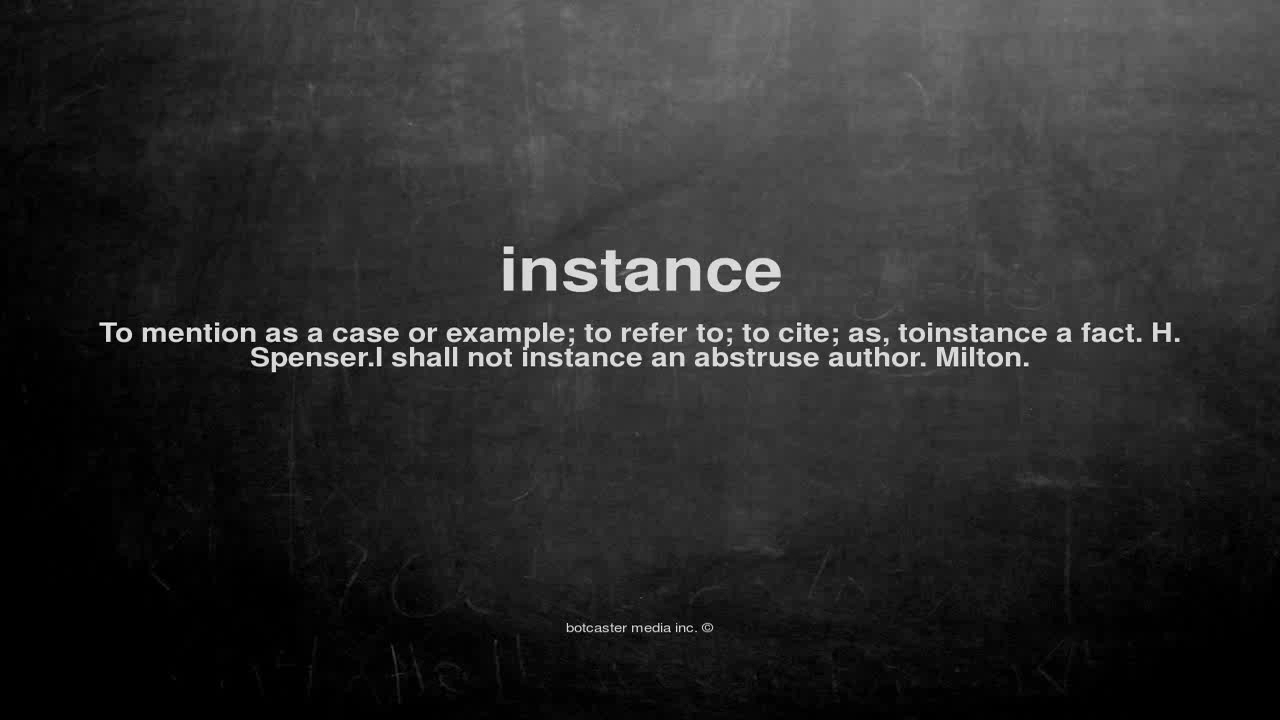 instance
To mention as a case or example; to refer to; to cite; as, toinstance a fact. H.
Spenser.I shall not instance an abstruse author. Milton.
botcaster media inc. ©